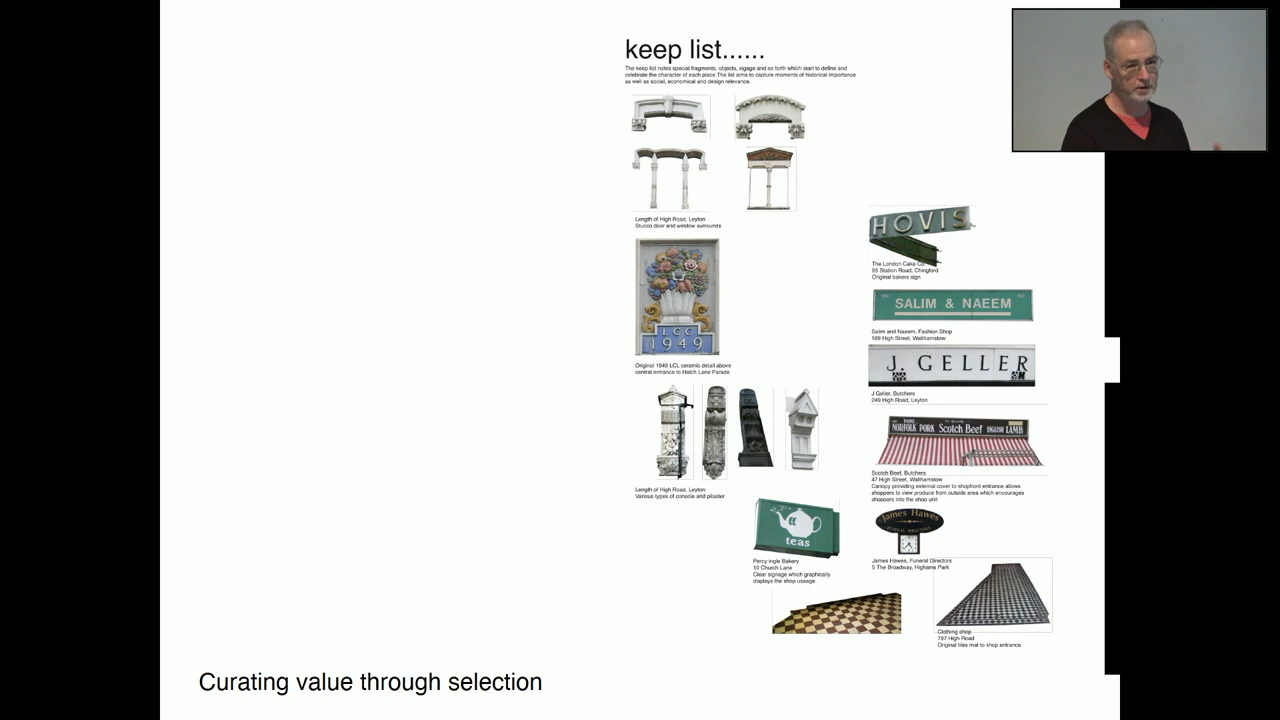 keep list......
The keep list notes special fragments, objects, sigage and so forth which start to define and
celebrate the character of each place.The list aims to capture moments of historical importance
as well as social, economical and design relevance.
Length of High Road, Leyton
Stucco door and window surrounds
LCC
1949
Original 1949 LCL ceramic detail above
central entrance to Hatch Lane Parade
Length of High Road, Leyton
Various types of console and pilaster
teas
Percy ingle Bakery
10 Church Lane
Clear signage which graphically
displays the shop useage
HOVIS
The London Cake Co,
95 Station Road, Chingford
Original bakers sign
SALIM & NAEEM
Salim and Naeem, Fashion Shop
189 High Street, Walthamstow
J. GELLER
J Geller, Butchers
249 High Road, Leyton
NORFOLK PORK Scotch Beef ENGLISH LAMB
Scotch Beef, Butchers
47 High Street, Walthamstow
Canopy providing external cover to shopfront entrance allows
shoppers to view produce from outside area which encourages
shoppers into the shop unit
James Hawes
FUNERAL DIRECTORS
James Hawes, Funeral Directors
5 The Broadway, Highams Park
Clothing shop
787 High Road
Original tiles mat to shop entrance
Curating value through selection